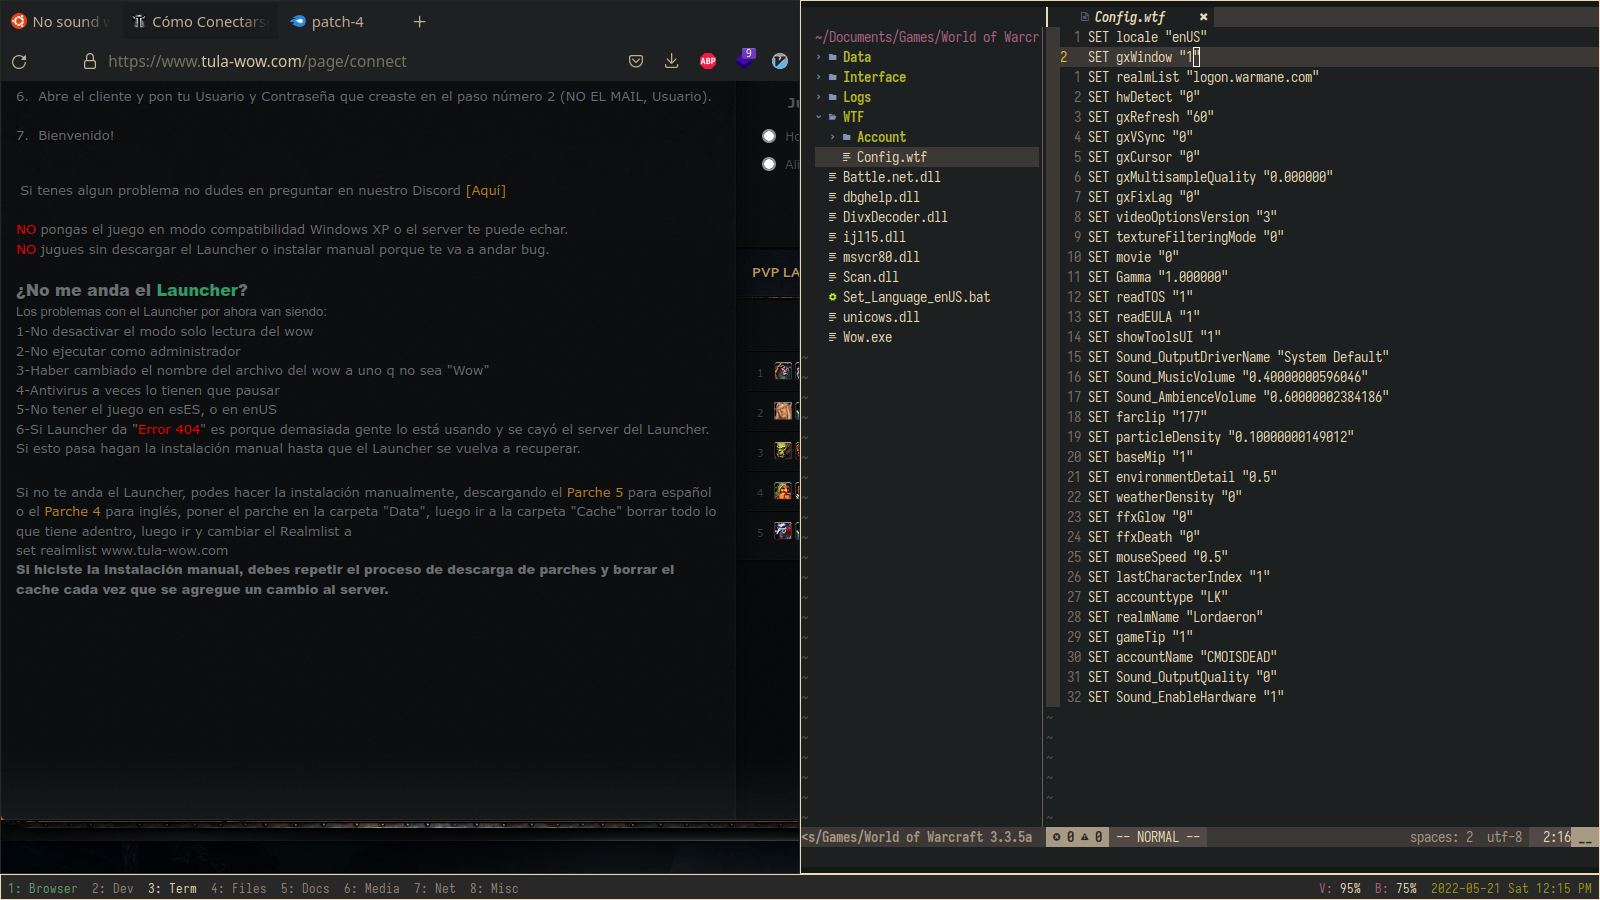 No sound
Cómo Conectars
patch-4
https://www.tula-wow.com/page/connect
ABP
9
6. Abre el cliente y pon tu Usuario y Contraseña que creaste en el paso número 2 (NO EL MAIL, Usuario).
7. Bienvenido!
Si tenes algun problema no dudes en preguntar en nuestro Discord [Aquí]
NO pongas el juego en modo compatibilidad Windows XP o el server te puede echar.
NO jugues sin descargar el Launcher o instalar manual porque te va a andar bug.
¿No me anda el Launcher?
Los problemas con el Launcher por ahora van siendo:
1-No desactivar el modo solo lectura del wow
2-No ejecutar como administrador
3-Haber cambiado el nombre del archivo del wow a uno q no sea "Wow"
4-Antivirus a veces lo tienen que pausar
5-No tener el juego en esES, o en enUS
6-Si Launcher da "Error 404" es porque demasiada gente lo está usando y se cayó el server del Launcher.
Si esto pasa hagan la instalación manual hasta que el Launcher se vuelva a recuperar.
Si no te anda el Launcher, podes hacer la instalación manualmente, descargando el Parche 5 para español
o el Parche 4 para inglés, poner el parche en la carpeta "Data", luego ir a la carpeta "Cache" borrar todo lo
que tiene adentro, luego ir y cambiar el Realmlist a
set realmlist www.tula-wow.com
Si hiciste la instalación manual, debes repetir el proceso de descarga de parches y borrar el
cache cada vez que se agregue un cambio al server.
Ju
Ho
Ali
PVP LA
1
2
3
4
5
~/Documents/Games/World of Warcr
Data
Interface
Logs
WTF
Account
Config.wtf
Battle.net.dll
dbghelp.dll
DivxDecoder.dll
ijl15.dll
msvcr80.dll
Scan.dll
Set_Language_enUS.bat
unicows.dll
Wow.exe
<s/Games/World of Warcraft 3.3.5a
Config.wtf
1 SET locale "enUS"
2 SET gxWindow "1"
1 SET realmList "logon.warmane.com"
2 SET hwDetect "0"
3 SET gxRefresh "60"
4 SET gxVSync "0"
5 SET gxCursor "0"
6 SET gxMultisampleQuality "0.000000"
7 SET gxFixLag "0"
8 SET videoOptionsVersion "3"
9 SET textureFilteringMode "0"
10 SET movie "0"
11 SET Gamma "1.000000"
12 SET readTOS "1"
13 SET readEULA "1"
14 SET showToolsUI "1"
15 SET Sound_OutputDriverName "System Default"
16 SET Sound_MusicVolume "0.40000000596046"
17 SET Sound_AmbienceVolume "0.60000002384186"
18 SET farclip "177"
19 SET particleDensity "0.10000000149012"
20 SET baseMip "1"
21 SET environmentDetail "0.5"
22 SET weatherDensity "0"
23 SET ffxGlow "0"
24 SET ffxDeath "0"
25 SET mouseSpeed "0.5"
26 SET lastCharacterIndex "1"
27 SET accounttype "LK"
28 SET realmName "Lordaeron"
29 SET gameTip "1"
30 SET accountName "CMOISDEAD"
31 SET Sound_OutputQuality "0"
32 SET Sound_EnableHardware "1"
0 0 -- NORMAL -- spaces: 2 utf-8 2:16 __
1: Browser 2: Dev 3: Term 4: Files 5: Docs 6: Media 7: Net 8: Misc
V: 95% B: 75% 2022-05-21 Sat 12:15 PM